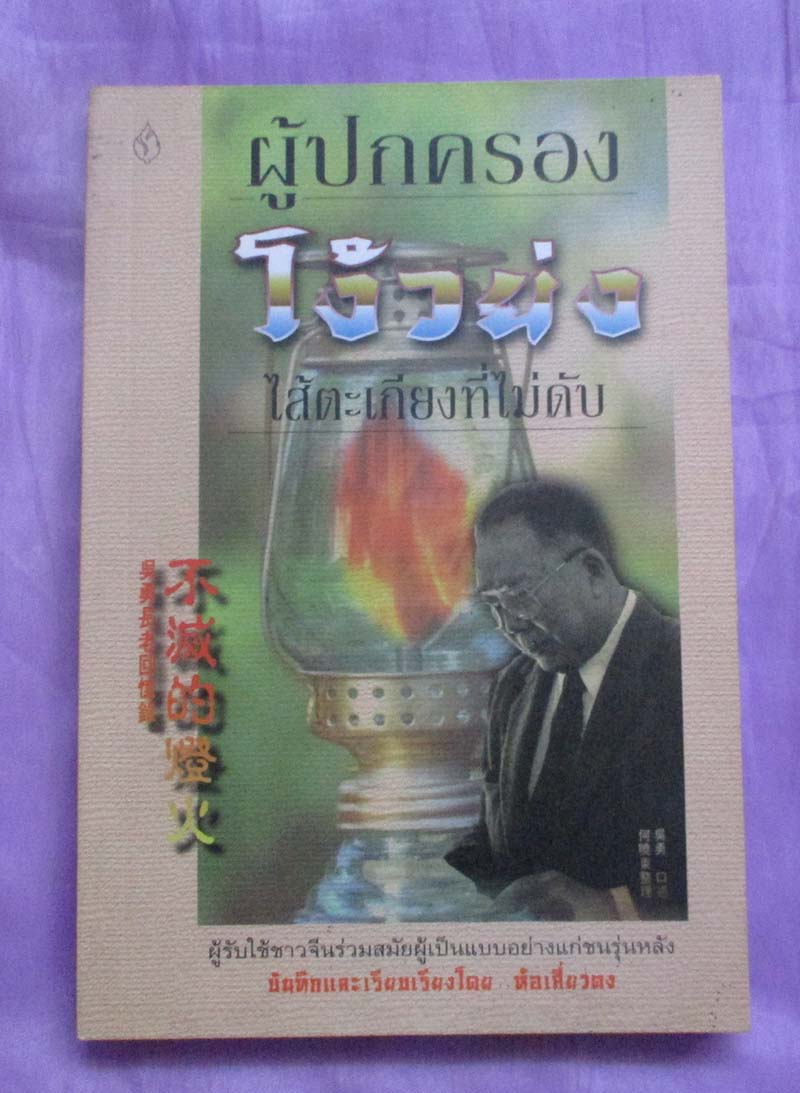 ผู้ปกครอง
โง้วหย่ง
ไส้ตะเกียงที่ไม่ดับ
不滅的燈火
吳勇長老回憶錄
吳勇 口述
何曉東整理
ผู้รับใช้ชาวจีนร่วมสมัยผู้เป็นแบบอย่างแก่ชนรุ่นหลัง
บันทึกและเรียบเรียงโดย ห้อเสี่ยวตง